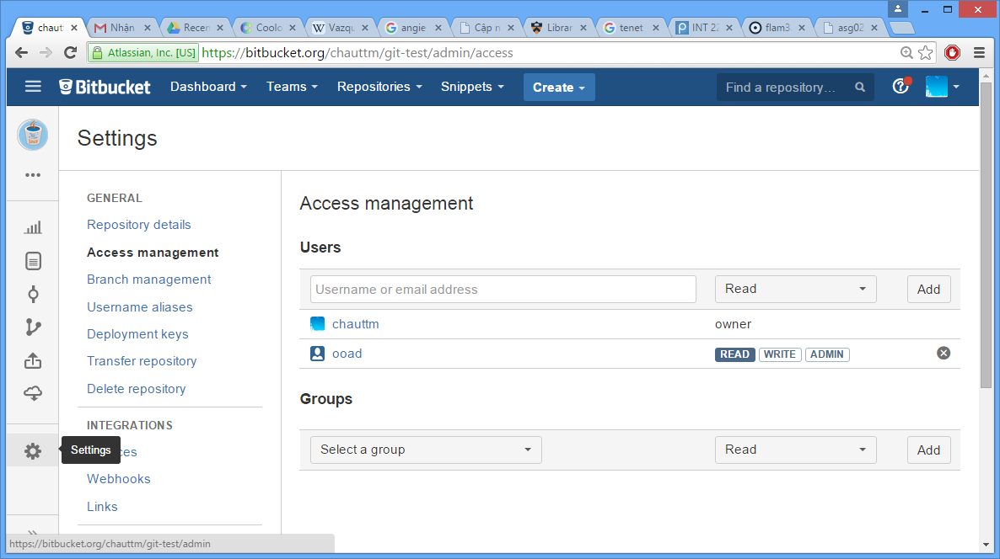 chaut
Nhận
Recen
Coolo
Vazqu
angie
Cập n
Librar
tenet
INT 22
flam3
asg02
Atlassian, Inc. [US] https://bitbucket.org/chauttm/git-test/admin/access
Bitbucket Dashboard Teams Repositories Snippets Create Find a repository...
Settings
GENERAL
Repository details
Access management
Branch management
Username aliases
Deployment keys
Transfer repository
Delete repository
INTEGRATIONS
Settings
ces
Webhooks
Links
Access management
Users
Username or email address Read Add
chauttm owner
ooad READ WRITE ADMIN
Groups
Select a group Read Add
https://bitbucket.org/chauttm/git-test/admin